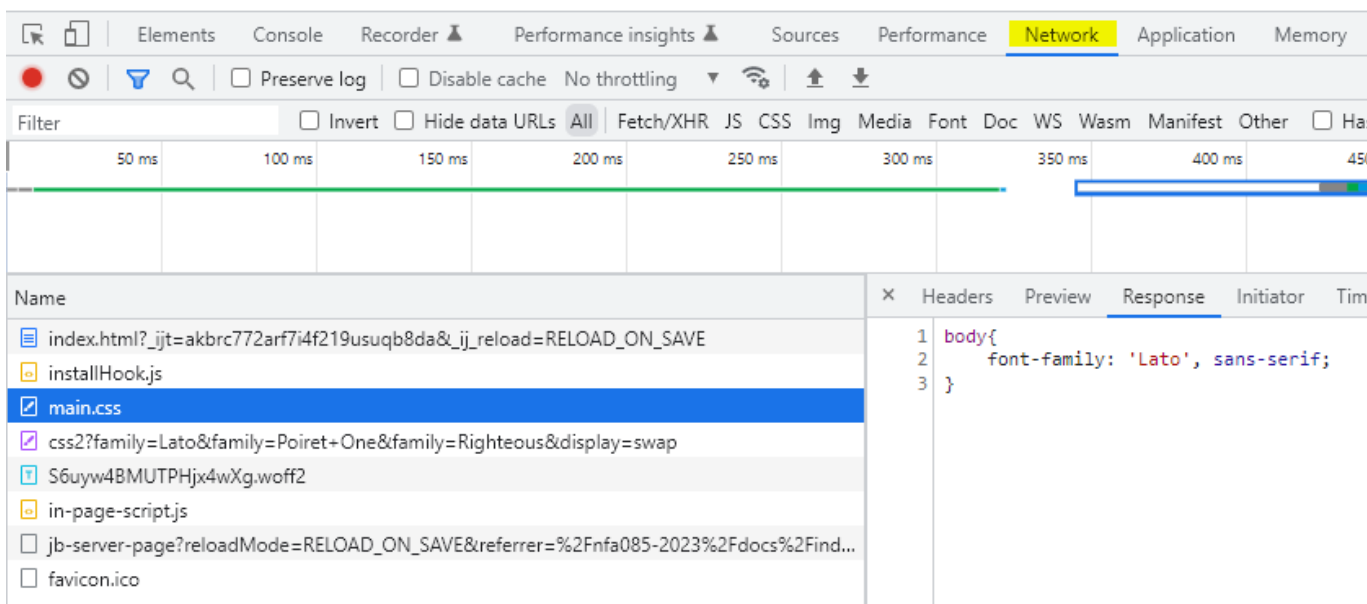 Elements Console Recorder Performance insights Sources Performance Network Application Memory
Preserve log Disable cache No throttling
Filter Invert Hide data URLs All Fetch/XHR JS CSS Img Media Font Doc WS Wasm Manifest Other Ha
50 ms 100 ms 150 ms 200 ms 250 ms 300 ms 350 ms 400 ms 45
Name
index.html?_ijt=akbrc772arf7i4f219usuqb8da&_ij_reload=RELOAD_ON_SAVE
installHook.js
main.css
css2?family=Lato&family=Poiret+One&family=Righteous&display=swap
S6uyw4BMUTPHjx4wXg.woff2
in-page-script.js
jb-server-page?reloadMode=RELOAD_ON_SAVE&referrer=%2Fnfa085-2023%2Fdocs%2Find...
favicon.ico
× Headers Preview Response Initiator Tim
1 body{
2 font-family: 'Lato', sans-serif;
3 }